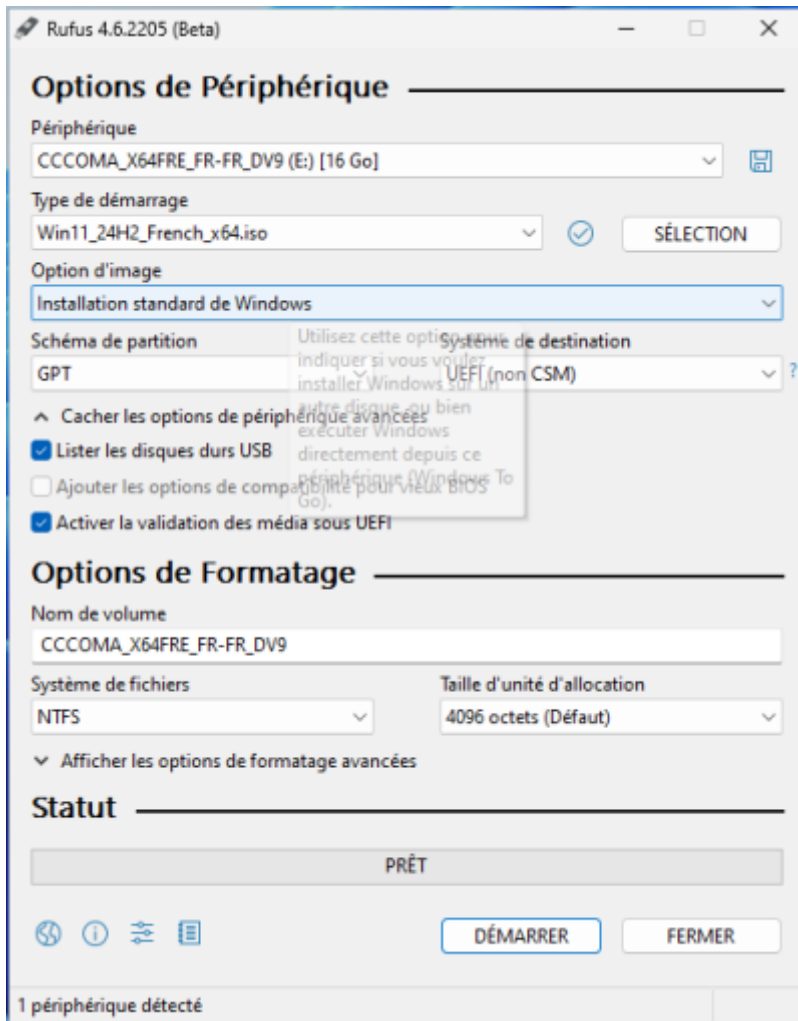 Rufus 4.6.2205 (Beta)
Options de Périphérique
Périphérique
CCCOMA_X64FRE_FR-FR_DV9 (E:) [16 Go]
Type de démarrage
Win11_24H2_French_x64.iso
SÉLECTION
Option d'image
Installation standard de Windows
Schéma de partition
Système de destination
GPT
UEFI (non CSM)
?
Utilisez cette option pour
indiquer si vous voulez
installer Windows sur un
autre disque, ou bien
exécuter Windows
directement depuis ce
périphérique (Windows To
Go).
Cacher les options de périphérique avancées
Lister les disques durs USB
Ajouter les options de compatibilité pour vieux BIOS
Activer la validation des média sous UEFI
Options de Formatage
Nom de volume
CCCOMA_X64FRE_FR-FR_DV9
Système de fichiers
Taille d'unité d'allocation
NTFS
4096 octets (Défaut)
Afficher les options de formatage avancées
Statut
PRÊT
DÉMARRER
FERMER
1 périphérique détecté